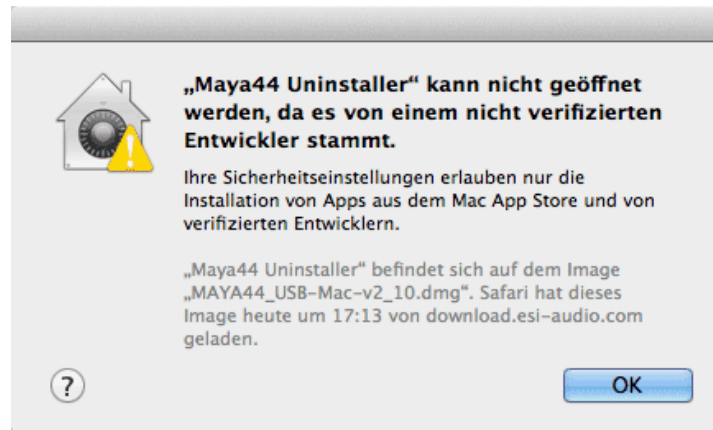 „Maya44 Uninstaller“ kann nicht geöffnet
werden, da es von einem nicht verifizierten
Entwickler stammt.
Ihre Sicherheitseinstellungen erlauben nur die
Installation von Apps aus dem Mac App Store und von
verifizierten Entwicklern.
„Maya44 Uninstaller“ befindet sich auf dem Image
„MAYA44_USB-Mac-v2_10.dmg“. Safari hat dieses
Image heute um 17:13 von download.esi-audio.com
geladen.
?
OK